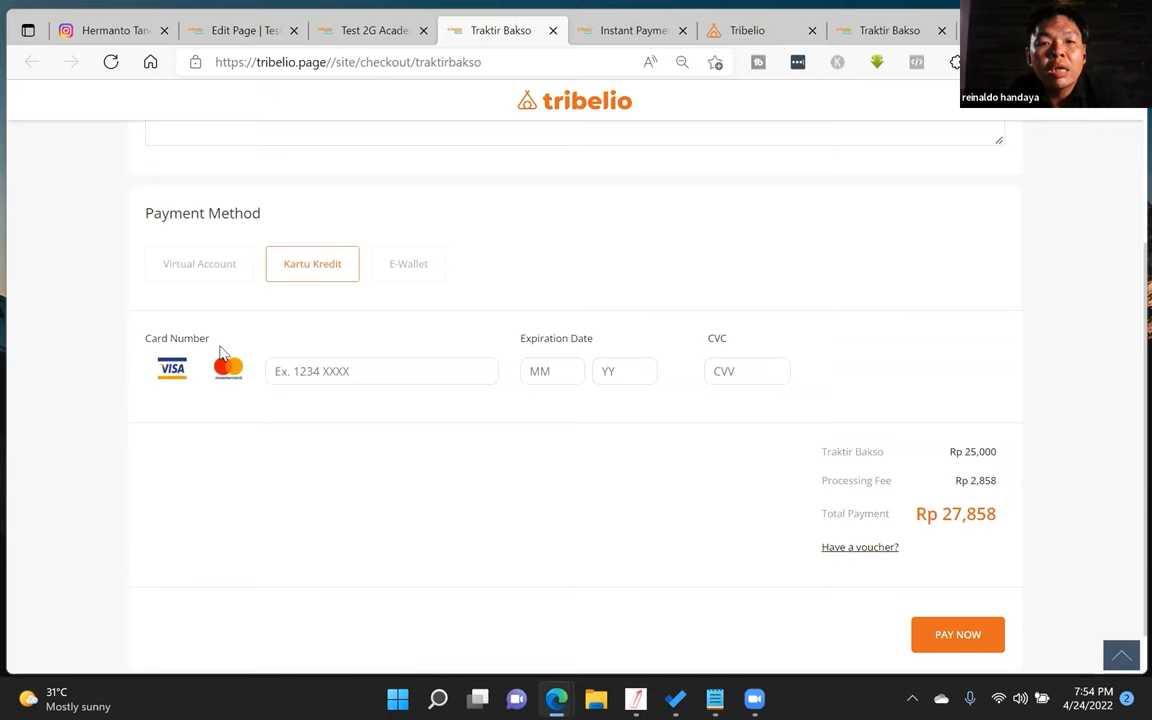 Hermanto Tan
Edit Page | Tes
Test 2G Acade
Traktir Bakso
Instant Payme
Tribelio
Traktir Bakso
https://tribelio.page//site/checkout/traktirbakso
reinaldo handaya
tribelio
Payment Method
Virtual Account
Kartu Kredit
E-Wallet
Card Number
Expiration Date
CVC
VISA
mastercard
Ex. 1234 XXXX
MM
YY
CVV
Traktir Bakso Rp 25,000
Processing Fee Rp 2,858
Total Payment Rp 27,858
Have a voucher?
PAY NOW
31°C
Mostly sunny
7:54 PM
4/24/2022
2